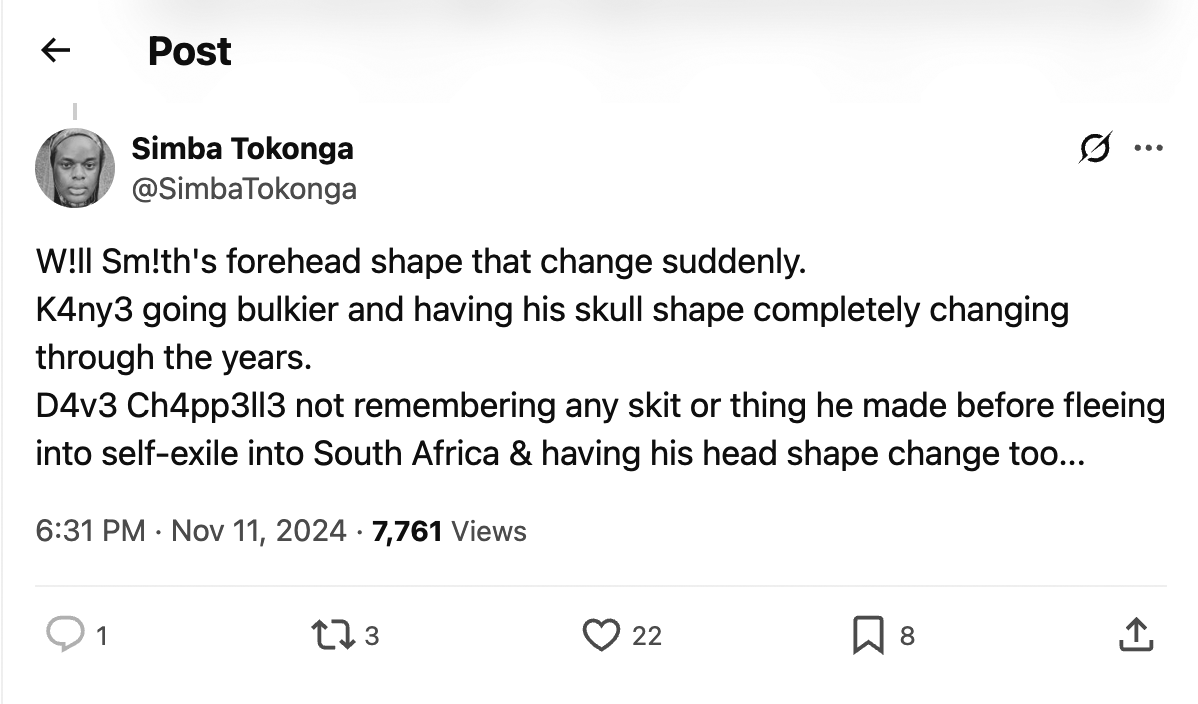 Post
Simba Tokonga
@SimbaTokonga
W!ll Sm!th's forehead shape that change suddenly.
K4ny3 going bulkier and having his skull shape completely changing
through the years.
D4v3 Ch4pp3ll3 not remembering any skit or thing he made before fleeing
into self-exile into South Africa & having his head shape change too...
6:31 PM · Nov 11, 2024 · 7,761 Views
1 3 22 8